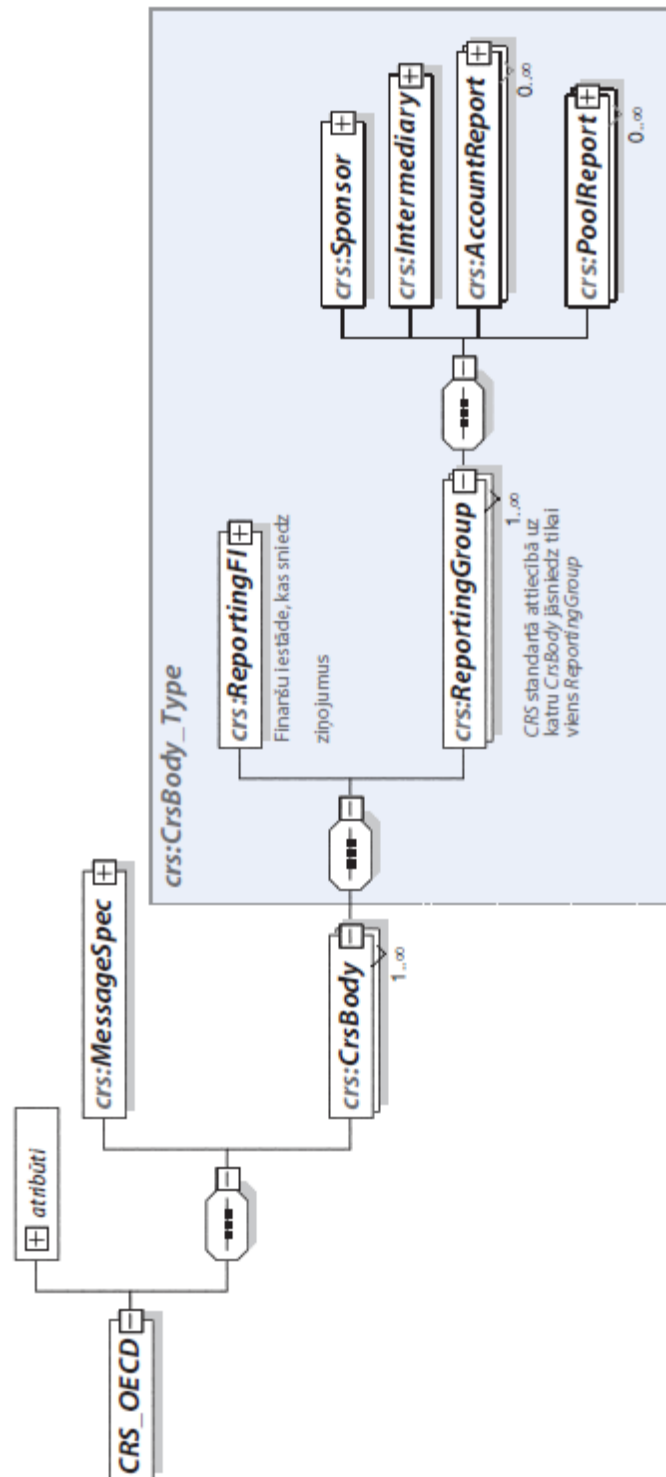 CRS_OECD
atribūti
crs:MessageSpec
crs:CrsBody
1..∞
crs:CrsBody_Type
crs:ReportingFI
Finanšu iestāde, kas sniedz
ziņojumus
crs:ReportingGroup
1..∞
CRS standartā attiecībā uz
katru CrsBody jāsniedz tikai
viens ReportingGroup
crs:Sponsor
crs:Intermediary
crs:AccountReport
0..∞
crs:PoolReport
0..∞